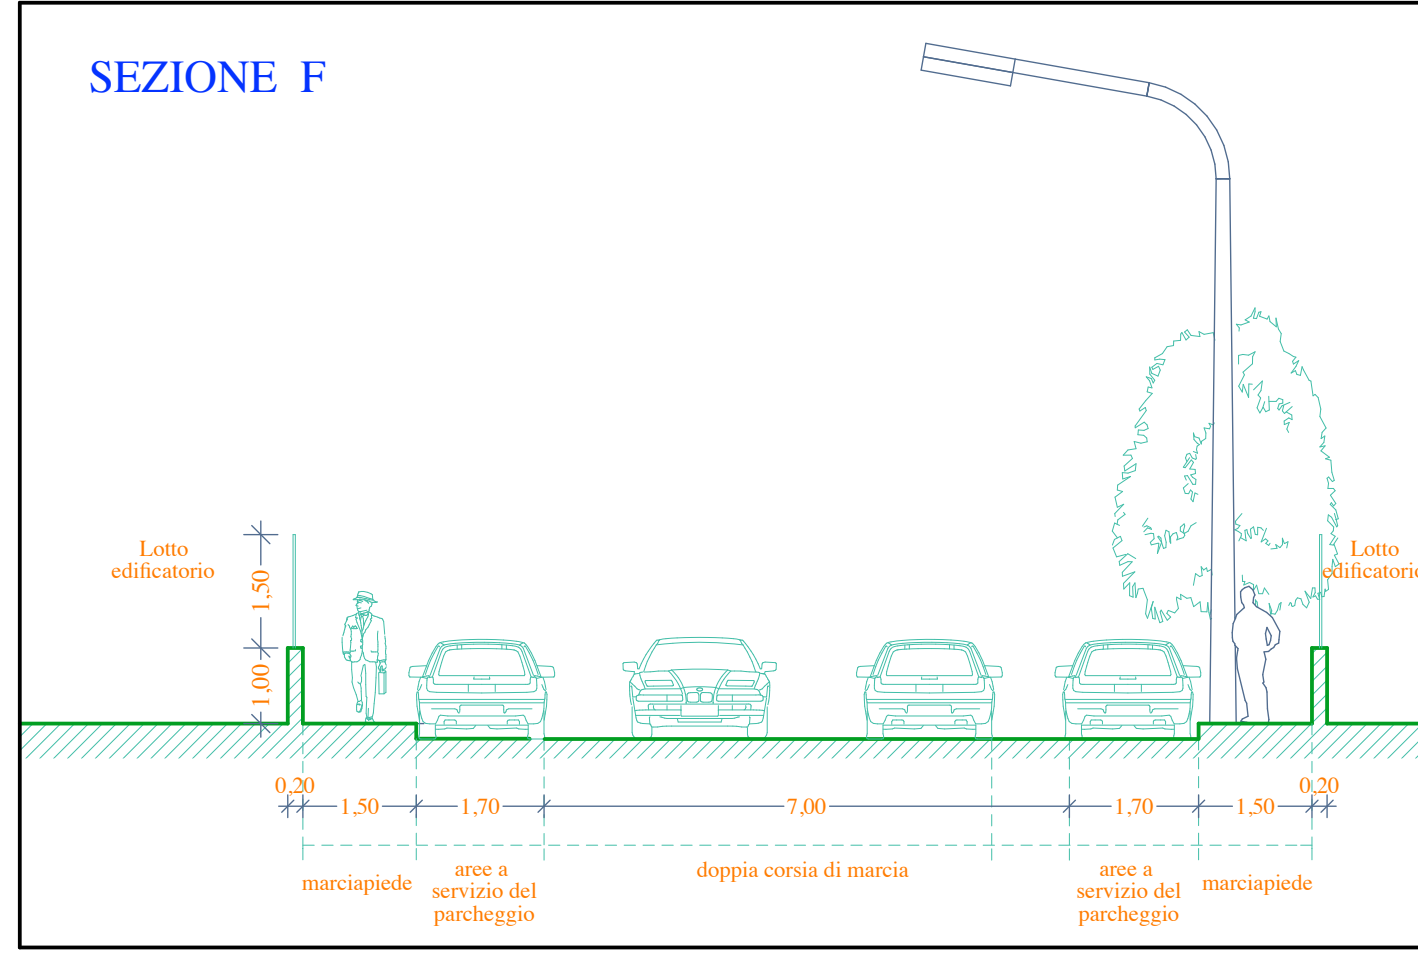 SEZIONE F
Lotto
edificatorio
1,50
1,00
Lotto
edificatorio
0,20
1,50
1,70
7,00
1,70
1,50
0,20
marciapiede
aree a
servizio del
parcheggio
doppia corsia di marcia
aree a
servizio del
parcheggio
marciapiede